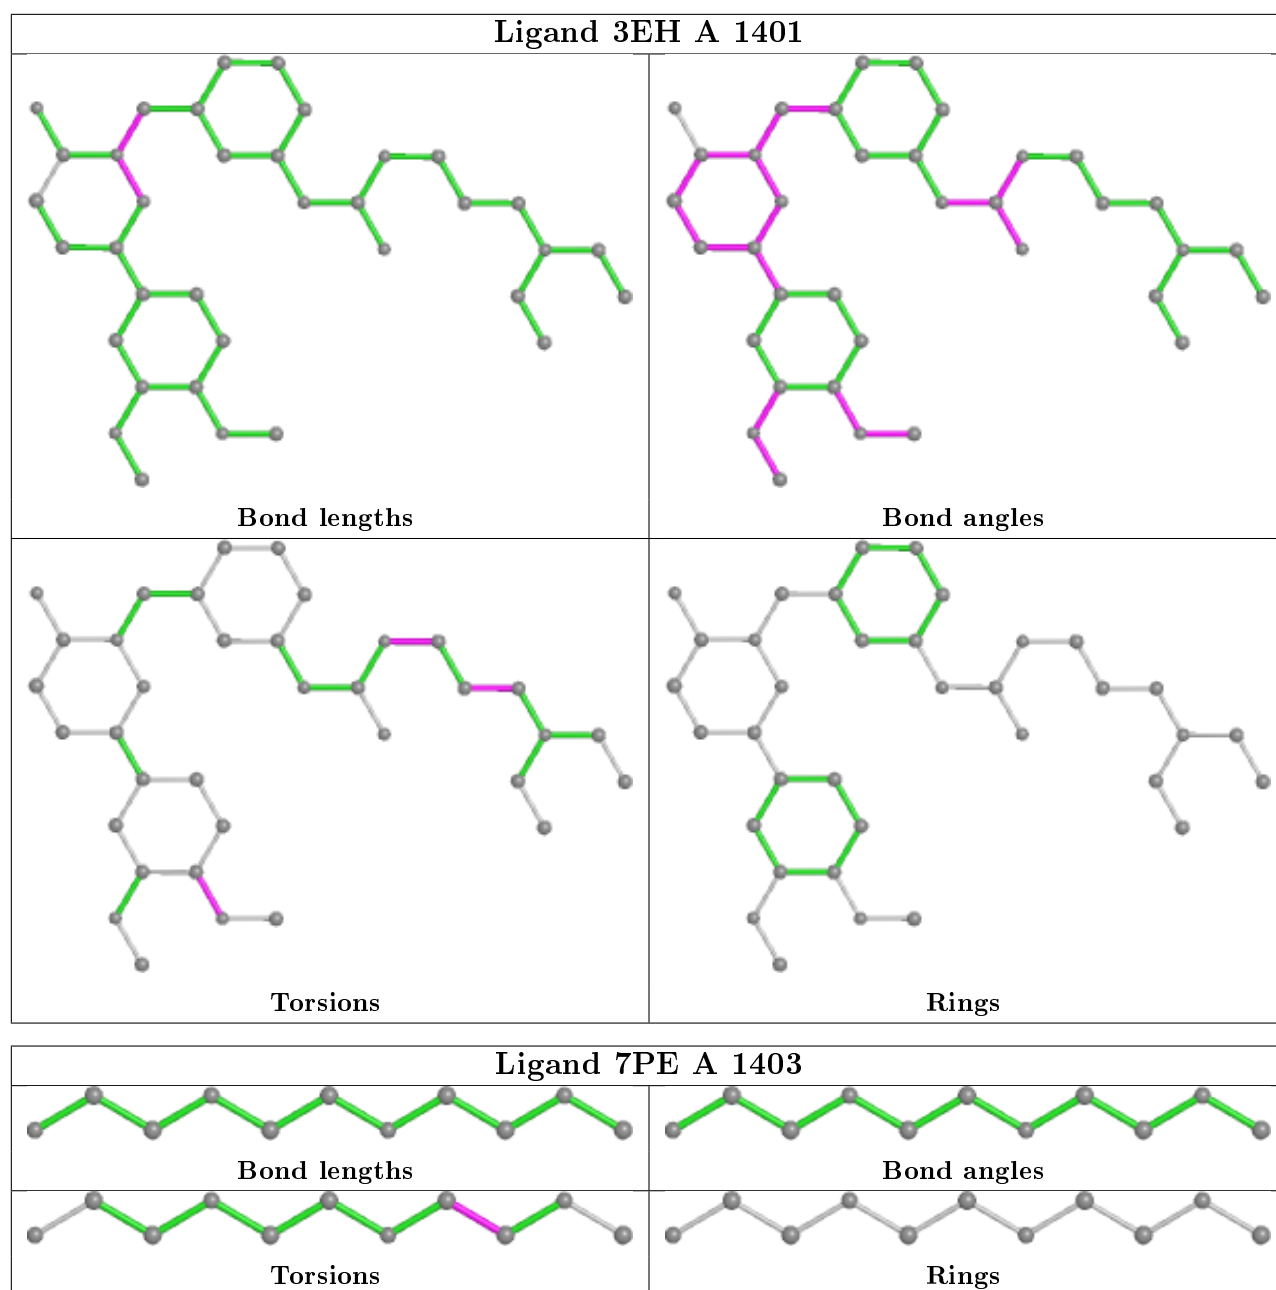 Ligand 3EH A 1401
Bond lengths
Bond angles
Torsions
Rings
Ligand 7PE A 1403
Bond lengths
Bond angles
Torsions
Rings